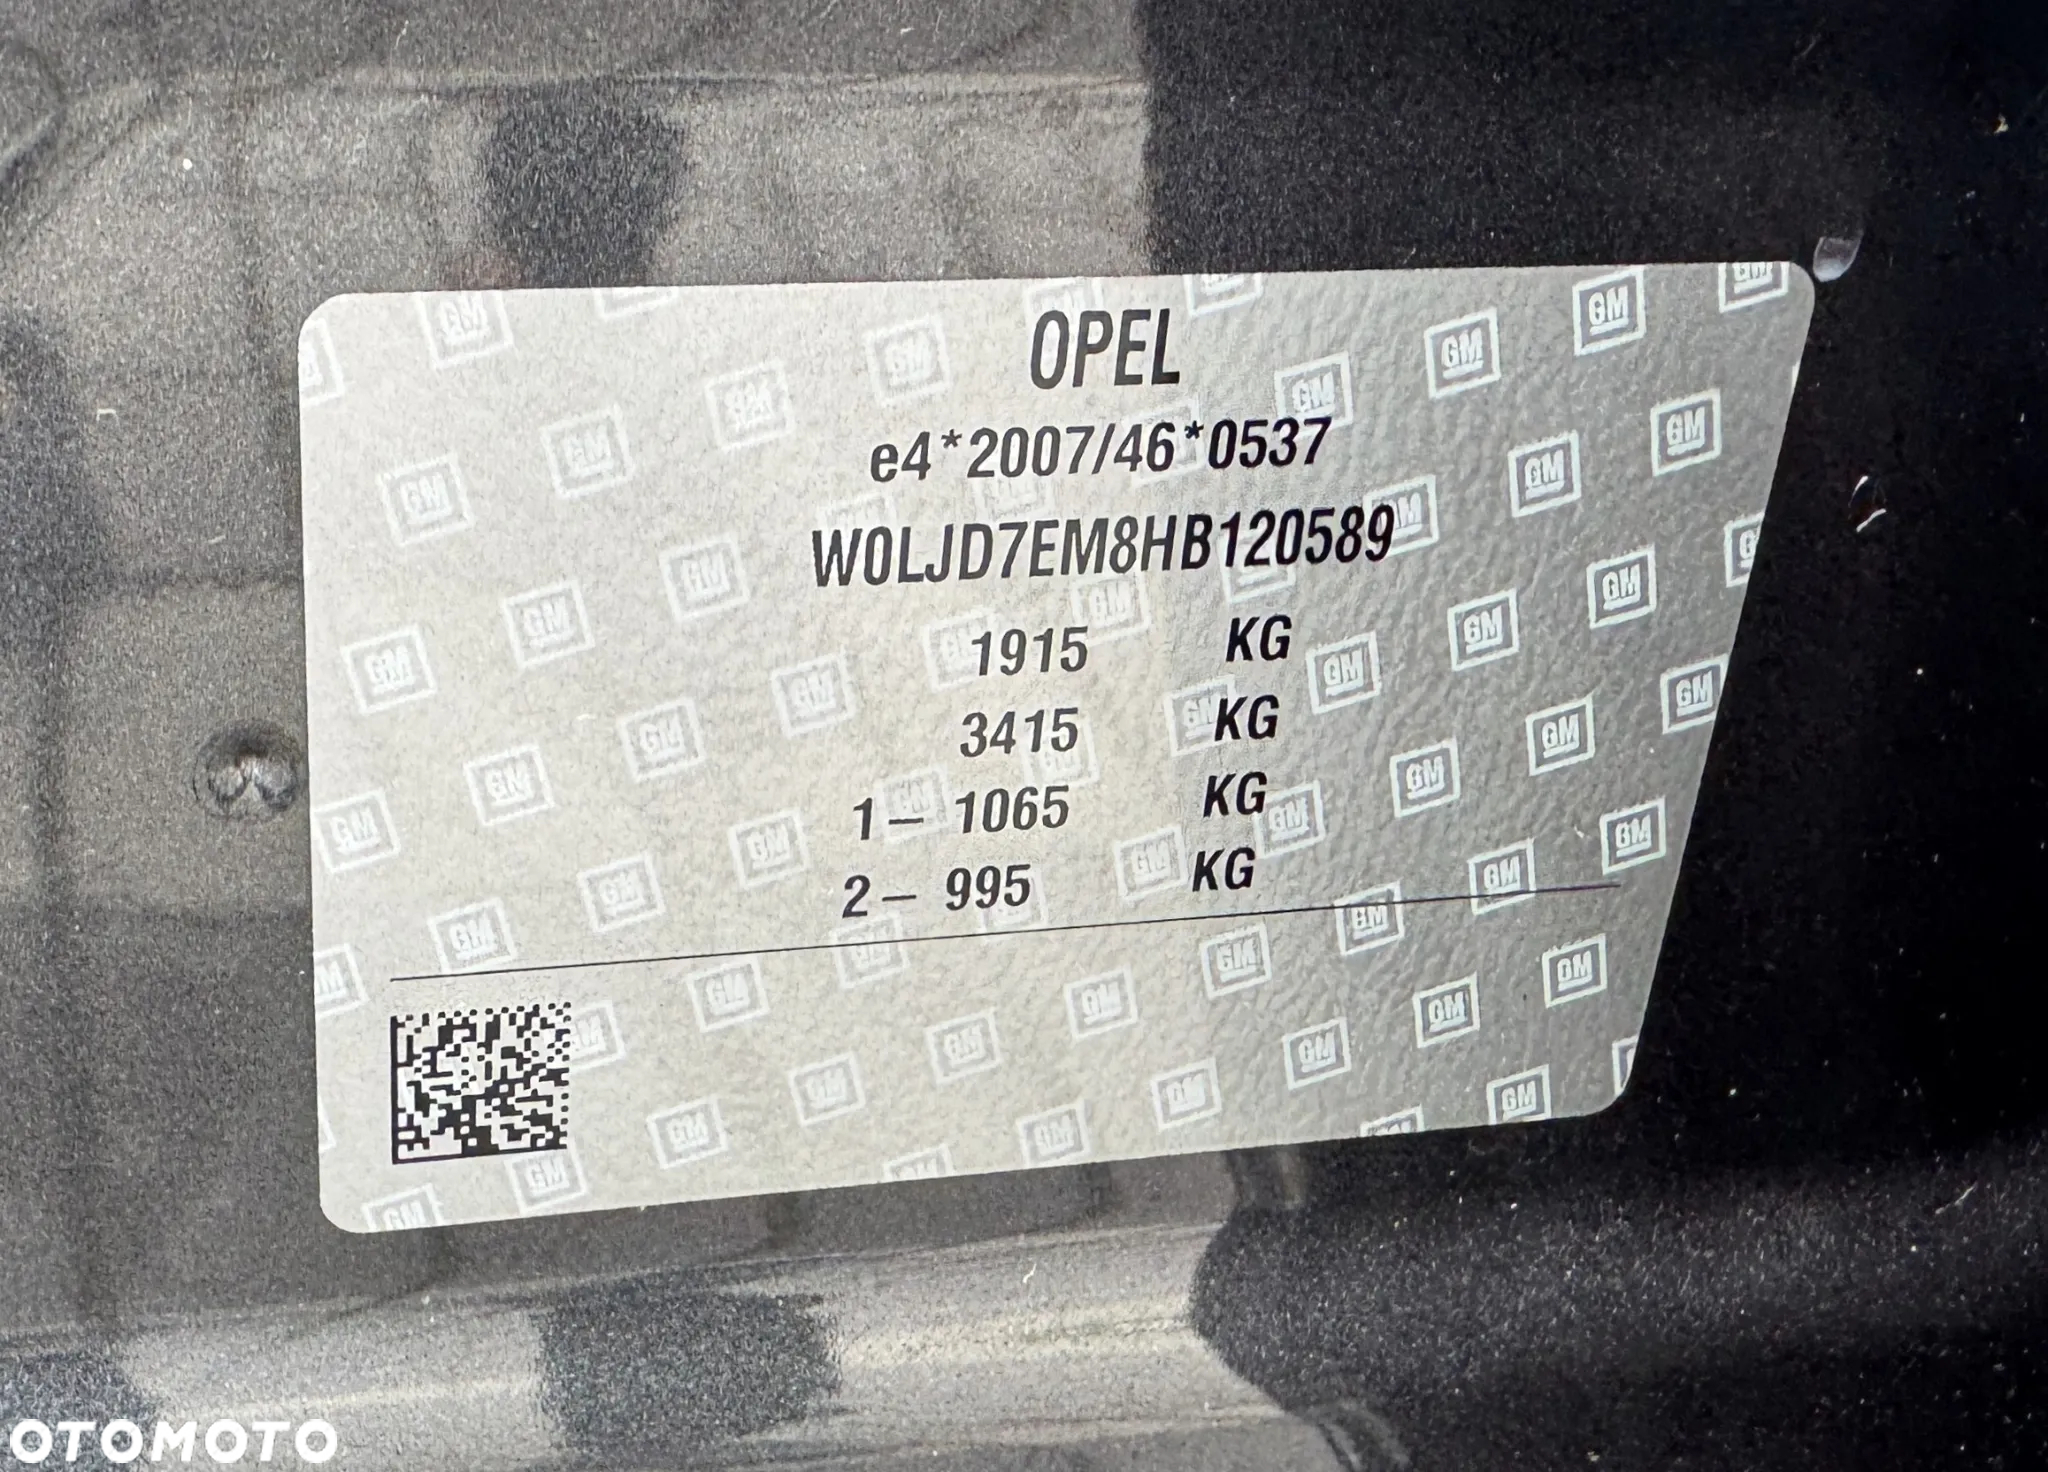 OPEL
e4*2007/46*0537
W0LJD7EM8HB120589
1915 KG
3415 KG
1– 1065 KG
2– 995 KG
OTOMOTO